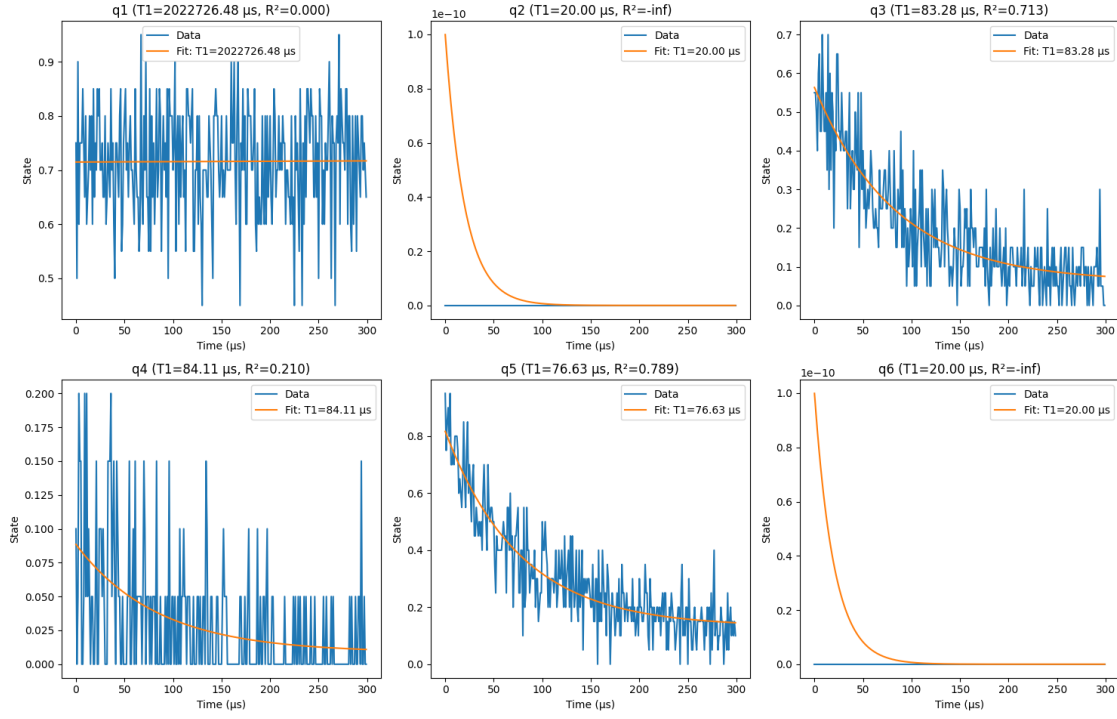 q1 (T1=2022726.48 µs, R²=0.000)
Data
Fit: T1=2022726.48 µs
State
0.9
0.8
0.7
0.6
0.5
0
50
100
150
200
250
300
Time (µs)
q2 (T1=20.00 µs, R²=-inf)
1e-10
Data
Fit: T1=20.00 µs
State
1.0
0.8
0.6
0.4
0.2
0.0
0
50
100
150
200
250
300
Time (µs)
q3 (T1=83.28 µs, R²=0.713)
Data
Fit: T1=83.28 µs
State
0.7
0.6
0.5
0.4
0.3
0.2
0.1
0.0
0
50
100
150
200
250
300
Time (µs)
q4 (T1=84.11 µs, R²=0.210)
Data
Fit: T1=84.11 µs
State
0.200
0.175
0.150
0.125
0.100
0.075
0.050
0.025
0.000
0
50
100
150
200
250
300
Time (µs)
q5 (T1=76.63 µs, R²=0.789)
Data
Fit: T1=76.63 µs
State
0.8
0.6
0.4
0.2
0.0
0
50
100
150
200
250
300
Time (µs)
q6 (T1=20.00 µs, R²=-inf)
1e-10
Data
Fit: T1=20.00 µs
State
1.0
0.8
0.6
0.4
0.2
0.0
0
50
100
150
200
250
300
Time (µs)